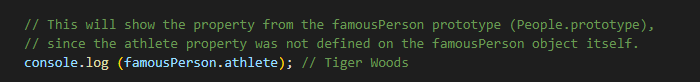 // This will show the property from the famousPerson prototype (People.prototype),
// since the athlete property was not defined on the famousPerson object itself.
console.log (famousPerson.athlete); // Tiger Woods